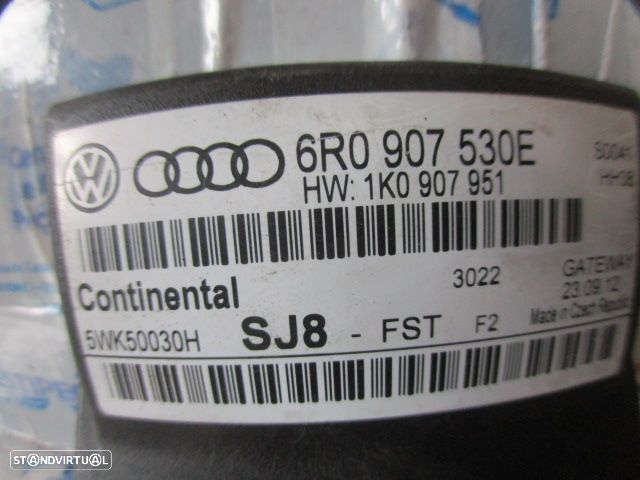 6R0 907 530E
HW: 1K0 907 951
Continental
3022
GATEWAY
23.09.12
5WK50030H
SJ8 - FST F2
Made in Czech Republic
STANDVIRTUAL